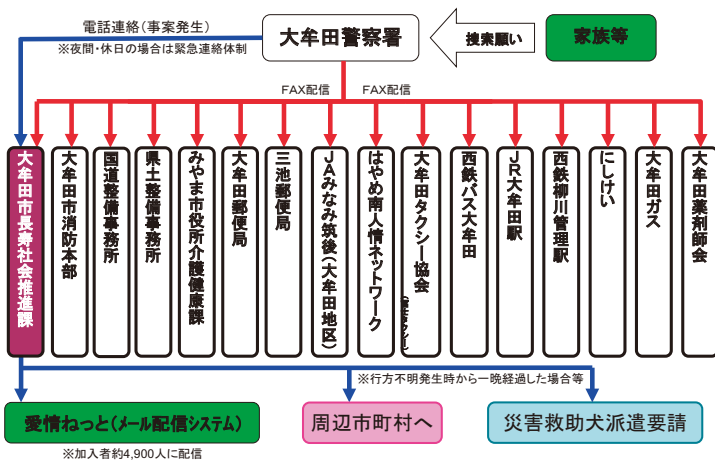 電話連絡(事案発生)
※夜間・休日の場合は緊急連絡体制
大牟田警察署
捜索願い
家族等
FAX配信
FAX配信
大牟田市長寿社会推進課
大牟田市消防本部
国道整備事務所
県土整備事務所
みやま市役所介護健康課
大牟田郵便局
三池郵便局
JAみなみ筑後(大牟田地区)
はやめ南人情ネットワーク
大牟田タクシー協会
西鉄バス大牟田
JR大牟田駅
西鉄柳川管理駅
にしけい
大牟田ガス
大牟田薬剤師会
※行方不明発生時から一晩経過した場合等
愛情ねっと(メール配信システム)
周辺市町村へ
災害救助犬派遣要請
※加入者約4,900人に配信